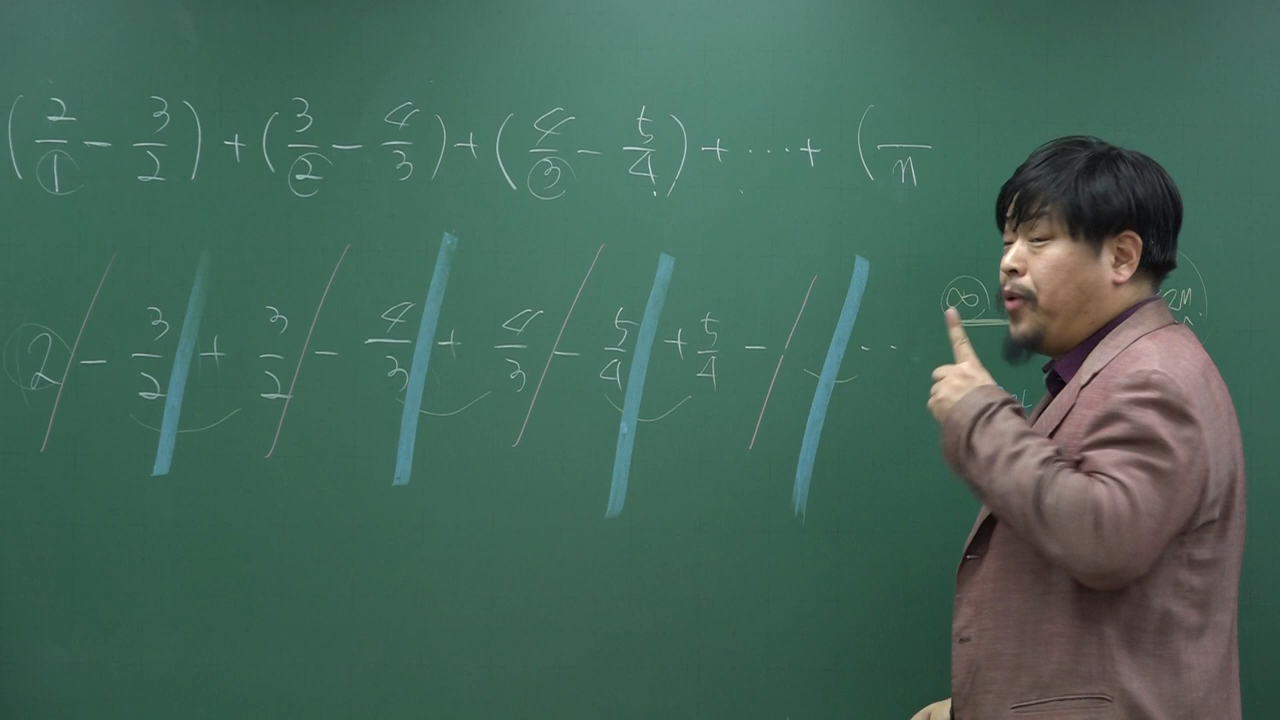 (2/1 - 3/2) + (3/2 - 4/3) + (4/3 - 5/4) + ⋯ + ( /n
2 - 3/2 + 3/2 - 4/3 + 4/3 - 5/4 + 5/4 - ⋯
∞